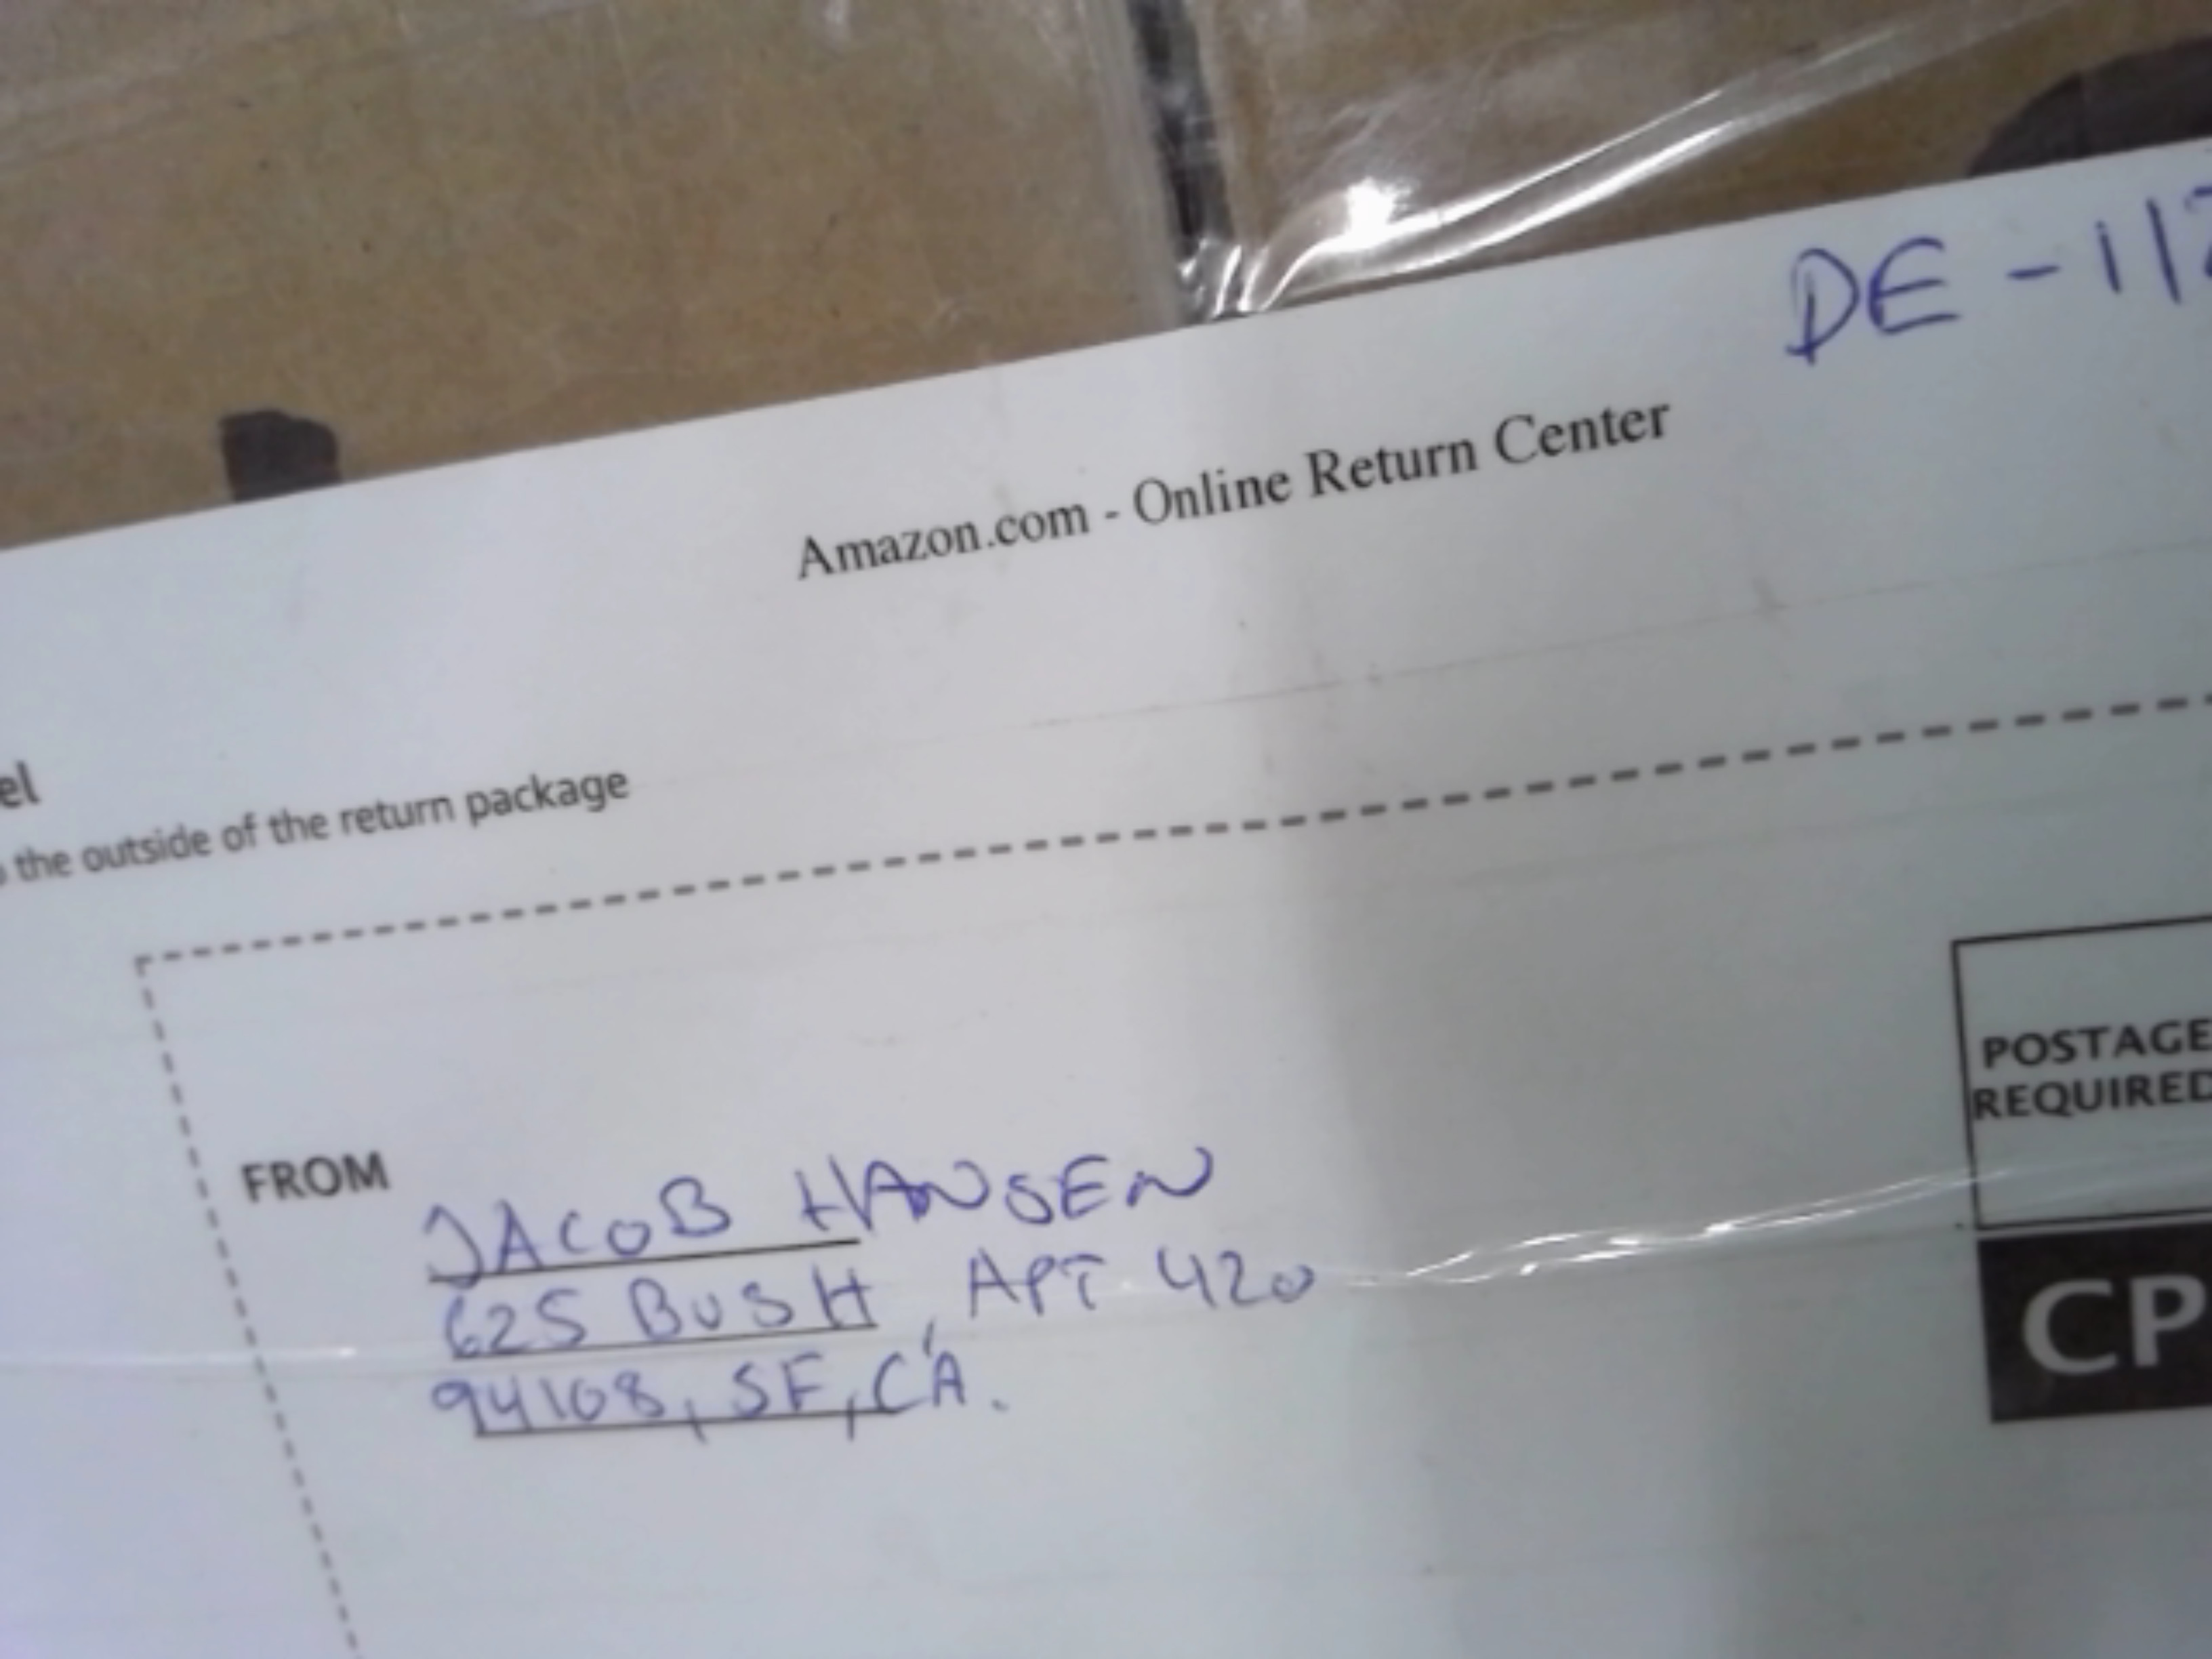 DE - 112
Amazon.com - Online Return Center
el
the outside of the return package
POSTAGE
REQUIRED
FROM
JACOB HANSEN
625 BUSH, APT 420
94108, SF, CA.
CP